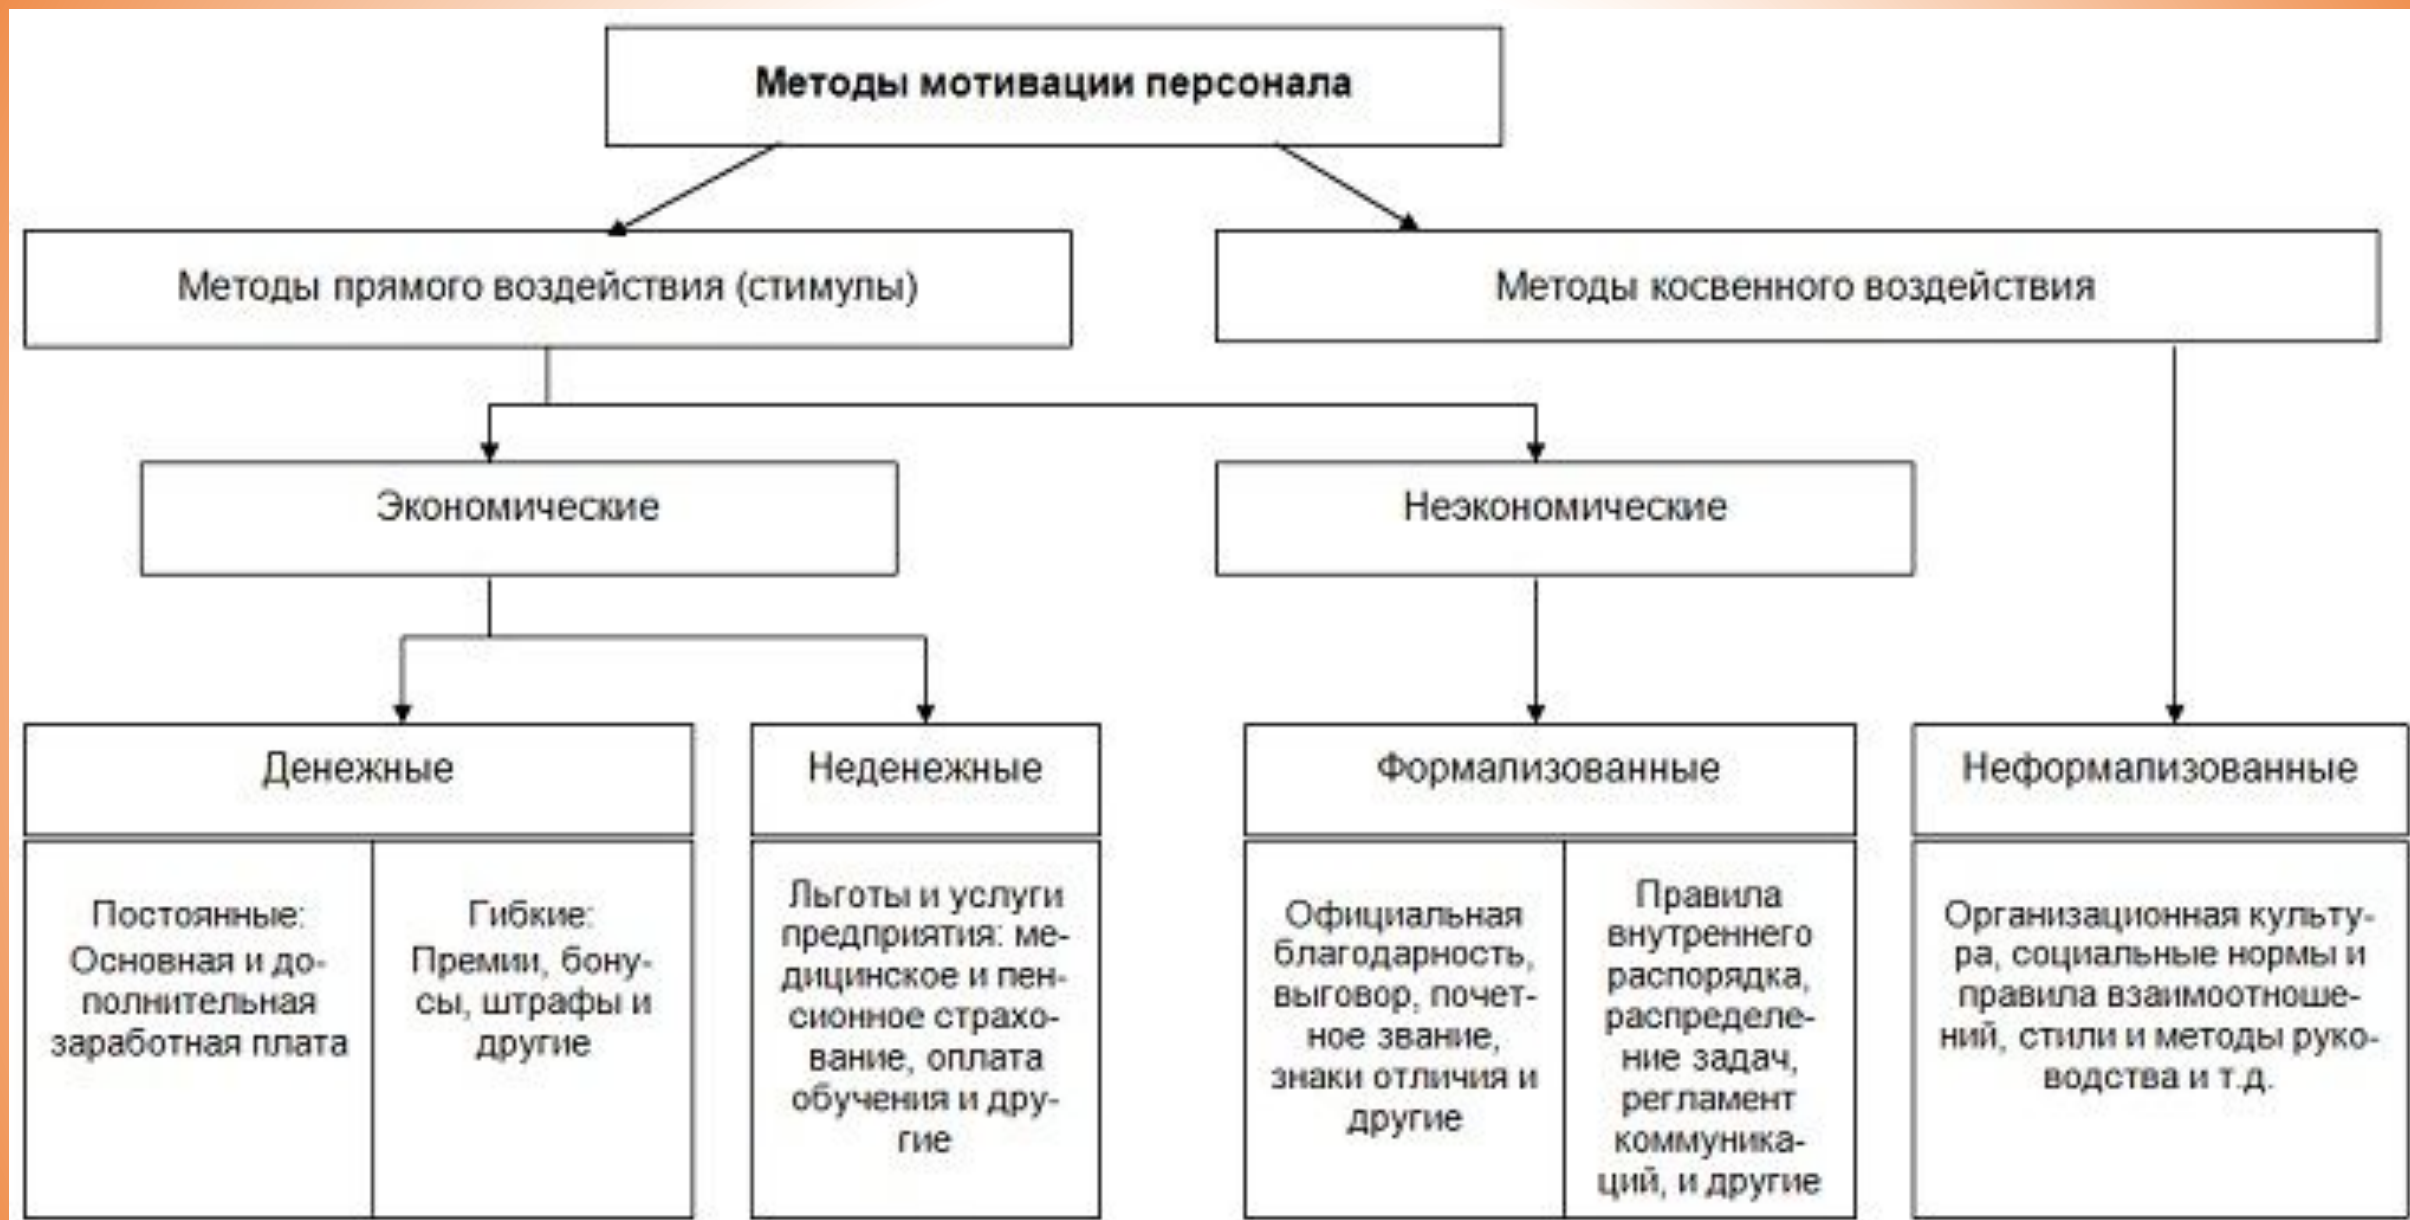 Методы мотивации персонала
Методы прямого воздействия (стимулы)
Методы косвенного воздействия
Экономические
Неэкономические
Денежные
Неденежные
Формализованные
Неформализованные
Постоянные:
Основная и до-
полнительная
заработная плата
Гибкие:
Премии, бону-
сы, штрафы и
другие
Льготы и услуги
предприятия: ме-
дицинское и пен-
сионное страхо-
вание, оплата
обучения и дру-
гие
Официальная
благодарность,
выговор, почет-
ное звание,
знаки отличия и
другие
Правила
внутреннего
распорядка,
распределе-
ние задач,
регламент
коммуника-
ций, и другие
Организационная культу-
ра, социальные нормы и
правила взаимоотноше-
ний, стили и методы руко-
водства и т.д.